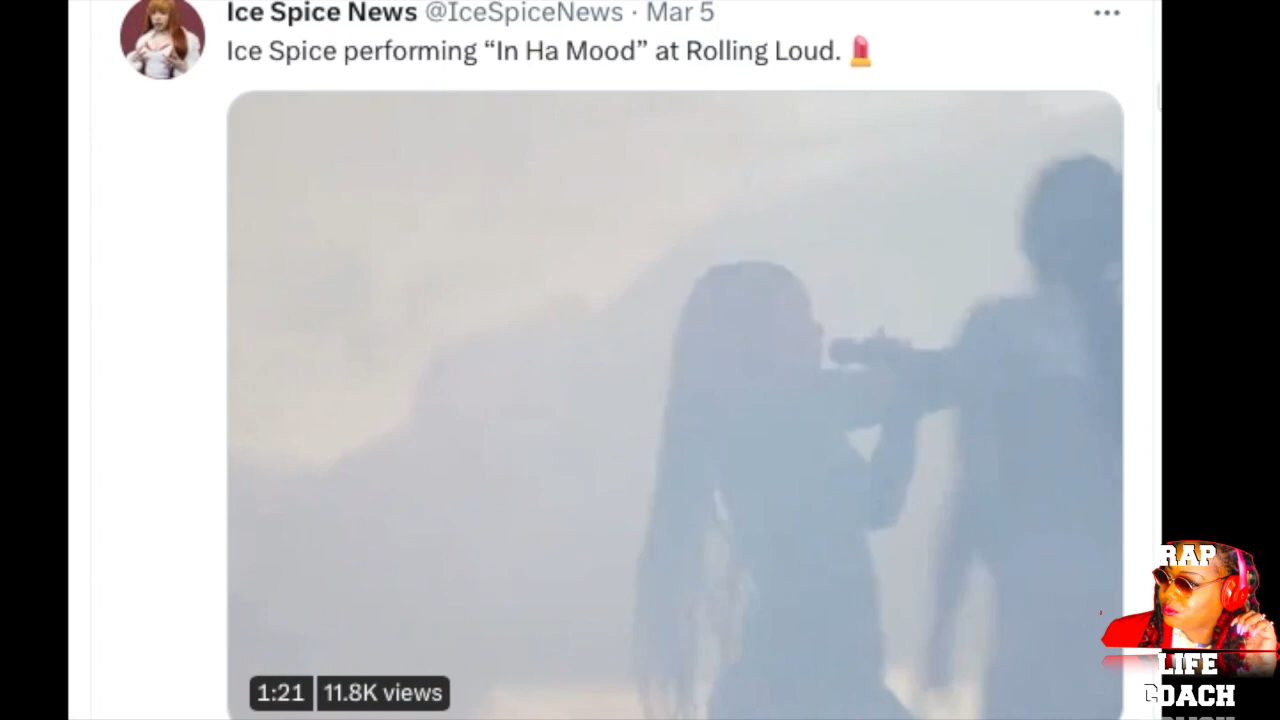 Ice Spice News @IceSpiceNews · Mar 5
Ice Spice performing “In Ha Mood” at Rolling Loud. 💄
1:21 11.8K views
RAP
LIFE
COACH